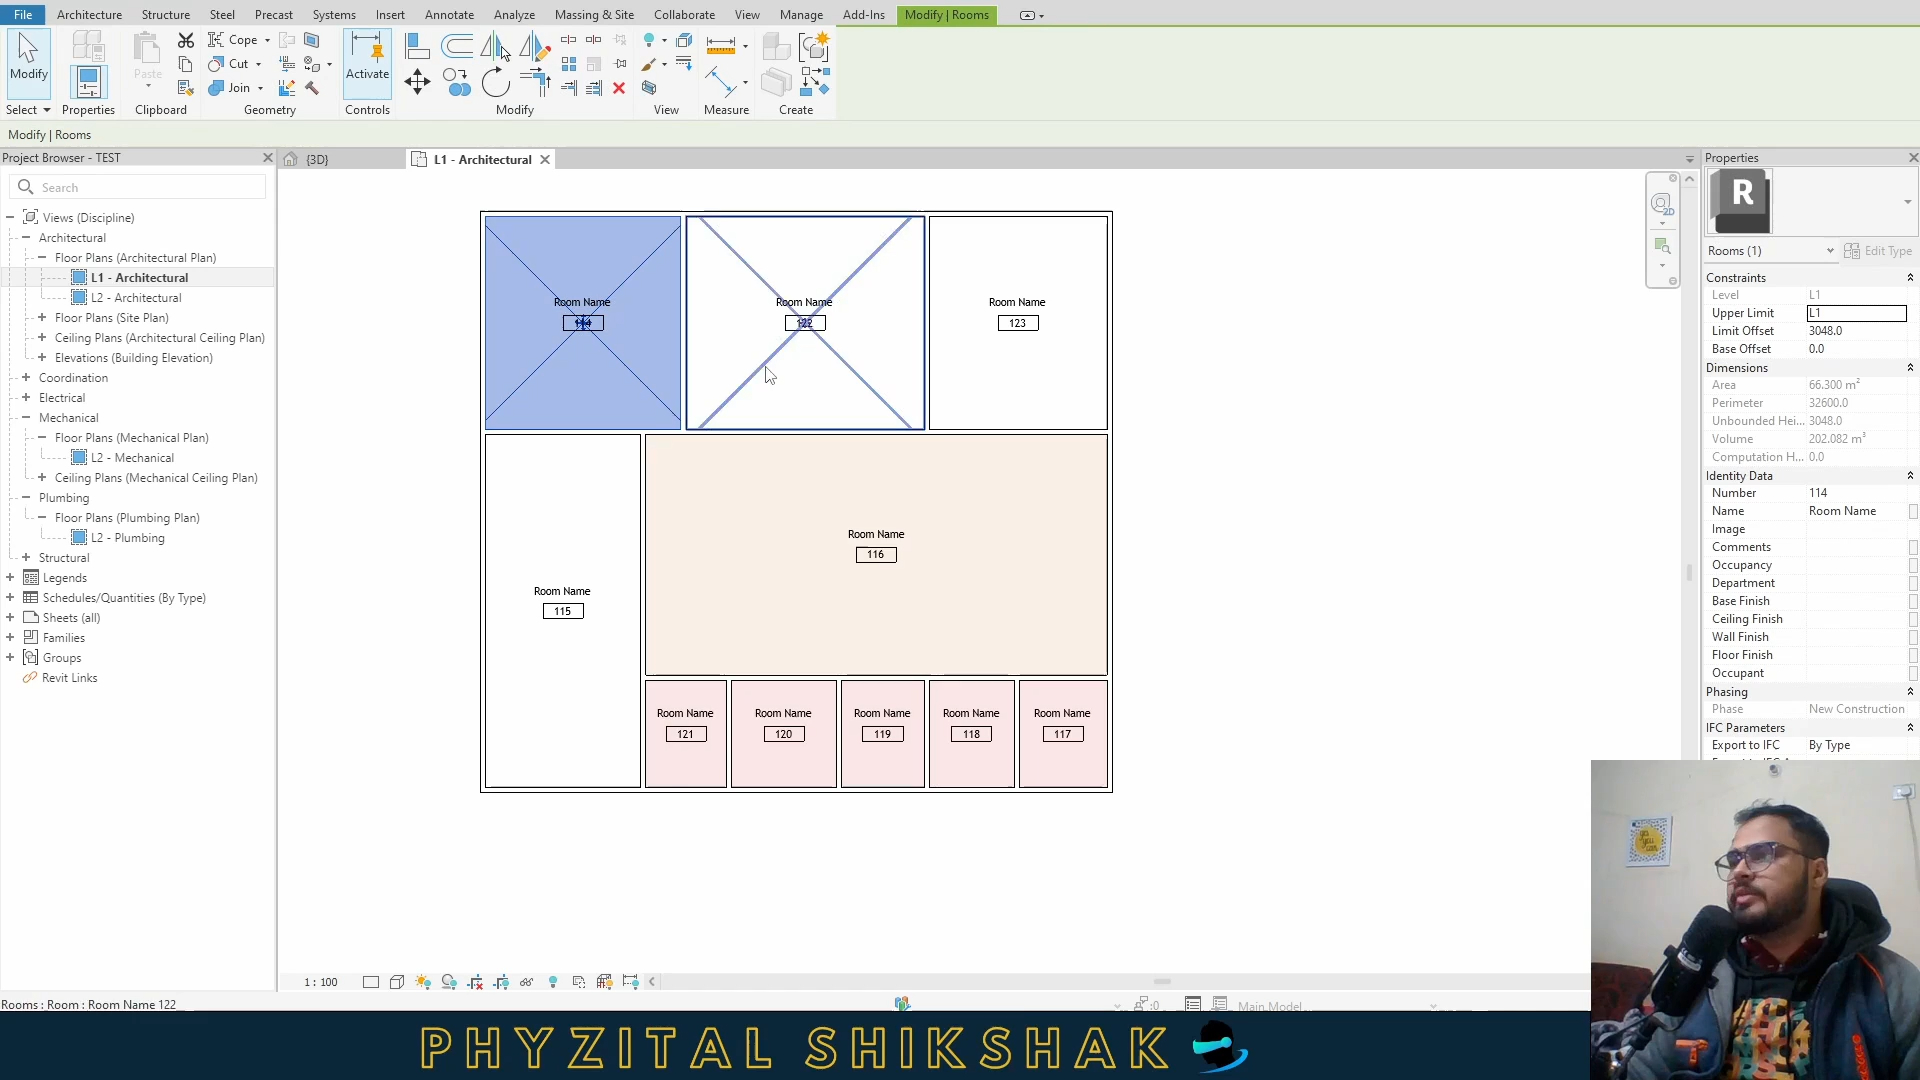 File Architecture Structure Steel Precast Systems Insert Annotate Analyze Massing & Site Collaborate View Manage Add-Ins Modify | Rooms
Modify
Properties
Paste
Cope
Cut
Join
Activate
Select Properties Clipboard Geometry Controls Modify View Measure Create
Modify | Rooms
Project Browser - TEST
{3D}
L1 - Architectural
Search
Views (Discipline)
Architectural
Floor Plans (Architectural Plan)
L1 - Architectural
L2 - Architectural
Floor Plans (Site Plan)
Ceiling Plans (Architectural Ceiling Plan)
Elevations (Building Elevation)
Coordination
Electrical
Mechanical
Floor Plans (Mechanical Plan)
L2 - Mechanical
Ceiling Plans (Mechanical Ceiling Plan)
Plumbing
Floor Plans (Plumbing Plan)
L2 - Plumbing
Structural
Legends
Schedules/Quantities (By Type)
Sheets (all)
Families
Groups
Revit Links
Room Name
Room Name
122
Room Name
123
Room Name
116
Room Name
115
Room Name
121
Room Name
120
Room Name
119
Room Name
118
Room Name
117
2D
Properties
R
Rooms (1) Edit Type
Constraints
Level L1
Upper Limit L1
Limit Offset 3048.0
Base Offset 0.0
Dimensions
Area 66.300 m²
Perimeter 32600.0
Unbounded Hei... 3048.0
Volume 202.082 m³
Computation H... 0.0
Identity Data
Number 114
Name Room Name
Image
Comments
Occupancy
Department
Base Finish
Ceiling Finish
Wall Finish
Floor Finish
Occupant
Phasing
Phase New Construction
IFC Parameters
Export to IFC By Type
1 : 100
Rooms : Room : Room Name 122
:0
Main Model
PHYZITAL SHIKSHAK